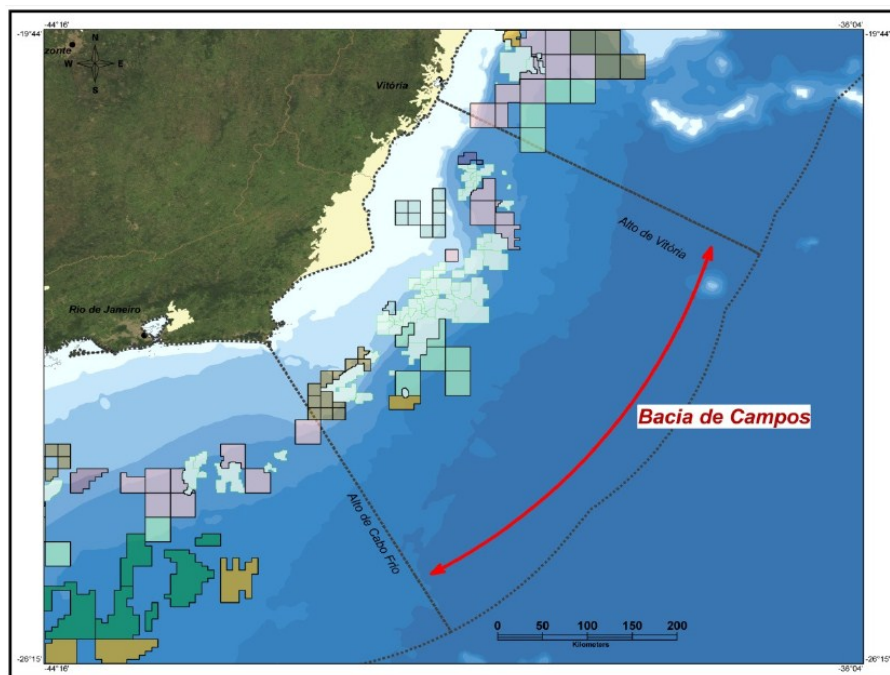 -44°16'
-36°04'
-19°44'
-19°44'
zonte
N
W
E
S
Vitória
Alto de Vitória
Rio de Janeiro
Bacia de Campos
Alto de Cabo Frio
0 50 100 150 200
Kilometers
-26°15'
-26°15'
-44°16'
-36°04'